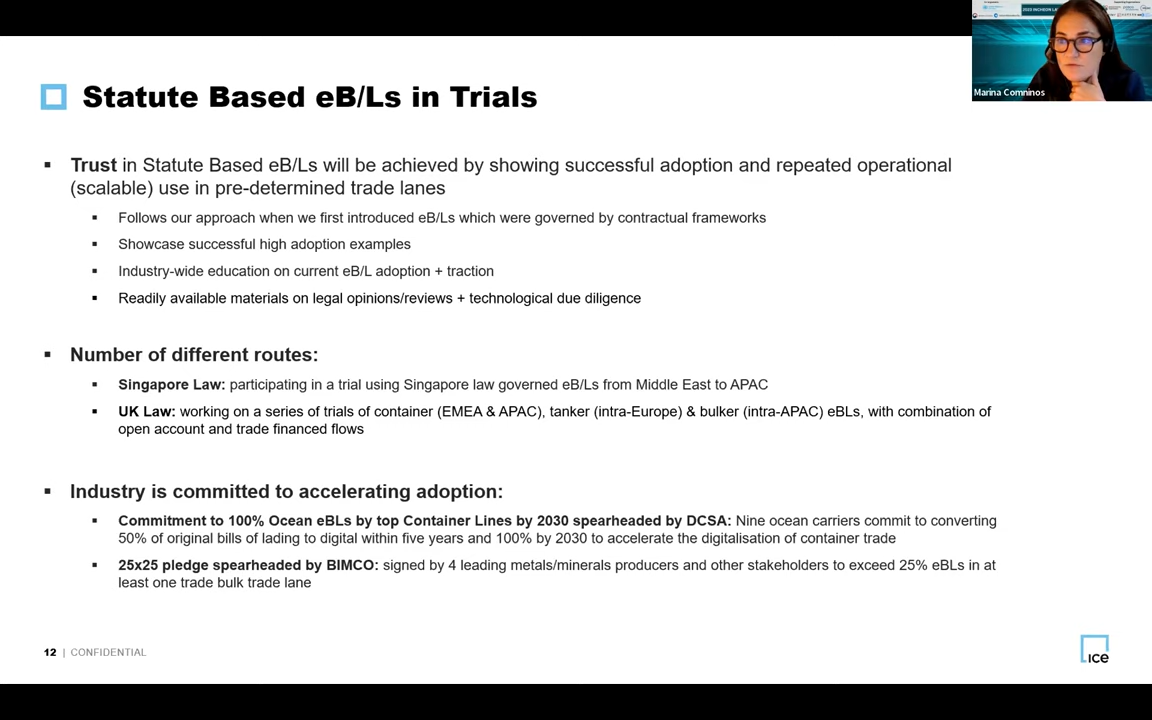 2023 INCHEON LA
Marina Comninos
Statute Based eB/Ls in Trials
▪ Trust in Statute Based eB/Ls will be achieved by showing successful adoption and repeated operational
(scalable) use in pre-determined trade lanes
▪ Follows our approach when we first introduced eB/Ls which were governed by contractual frameworks
▪ Showcase successful high adoption examples
▪ Industry-wide education on current eB/L adoption + traction
▪ Readily available materials on legal opinions/reviews + technological due diligence
▪ Number of different routes:
▪ Singapore Law: participating in a trial using Singapore law governed eB/Ls from Middle East to APAC
▪ UK Law: working on a series of trials of container (EMEA & APAC), tanker (intra-Europe) & bulker (intra-APAC) eBLs, with combination of
open account and trade financed flows
▪ Industry is committed to accelerating adoption:
▪ Commitment to 100% Ocean eBLs by top Container Lines by 2030 spearheaded by DCSA: Nine ocean carriers commit to converting
50% of original bills of lading to digital within five years and 100% by 2030 to accelerate the digitalisation of container trade
▪ 25x25 pledge spearheaded by BIMCO: signed by 4 leading metals/minerals producers and other stakeholders to exceed 25% eBLs in at
least one trade bulk trade lane
12 | CONFIDENTIAL
ice